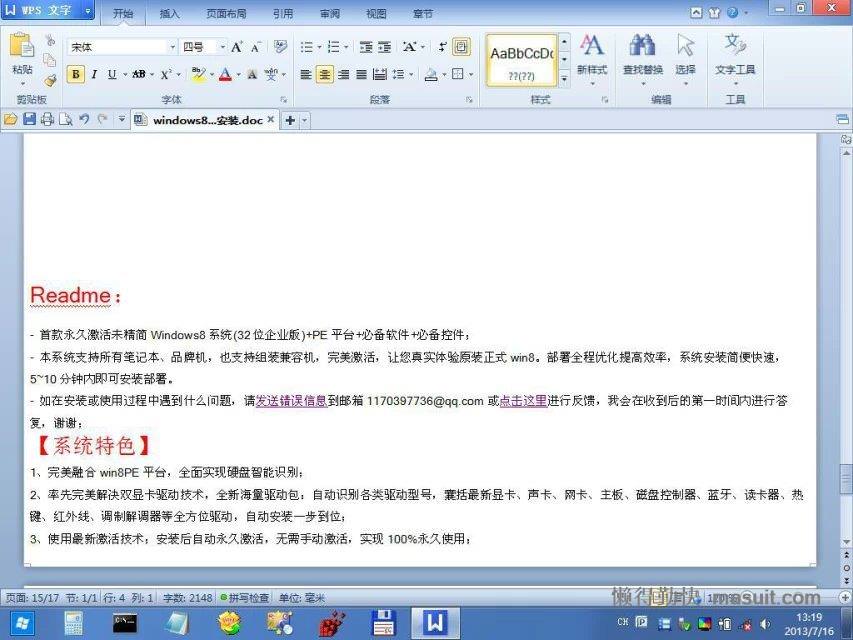 WPS 文字
开始 插入 页面布局 引用 审阅 视图 章节
宋体 四号
粘贴
B I U AB X²
AaBbCcDc
??(??)
新样式 查找替换 选择 文字工具
剪贴板 字体 段落 样式 编辑 工具
windows8...安装.doc
Readme：
- 首款永久激活未精简 Windows8 系统(32 位企业版)+PE 平台+必备软件+必备控件；
- 本系统支持所有笔记本、品牌机，也支持组装兼容机，完美激活，让您真实体验原装正式 win8。部署全程优化提高效率，系统安装简便快速，
5~10 分钟内即可安装部署。
- 如在安装或使用过程中遇到什么问题，请发送错误信息到邮箱 1170397736@qq.com 或点击这里进行反馈，我会在收到后的第一时间内进行答
复，谢谢；
【系统特色】
1、完美融合 win8PE 平台，全面实现硬盘智能识别；
2、率先完美解决双显卡驱动技术，全新海量驱动包：自动识别各类驱动型号，囊括最新显卡、声卡、网卡、主板、磁盘控制器、蓝牙、读卡器、热
键、红外线、调制解调器等全方位驱动，自动安装一步到位；
3、使用最新激活技术；安装后自动永久激活，无需手动激活，实现 100%永久使用；
页面: 15/17 节: 1/1 行: 4 列: 1 字数: 2148 拼写检查 单位: 毫米
懒得勤快 masuit.com
CH
13:19
2013/7/16